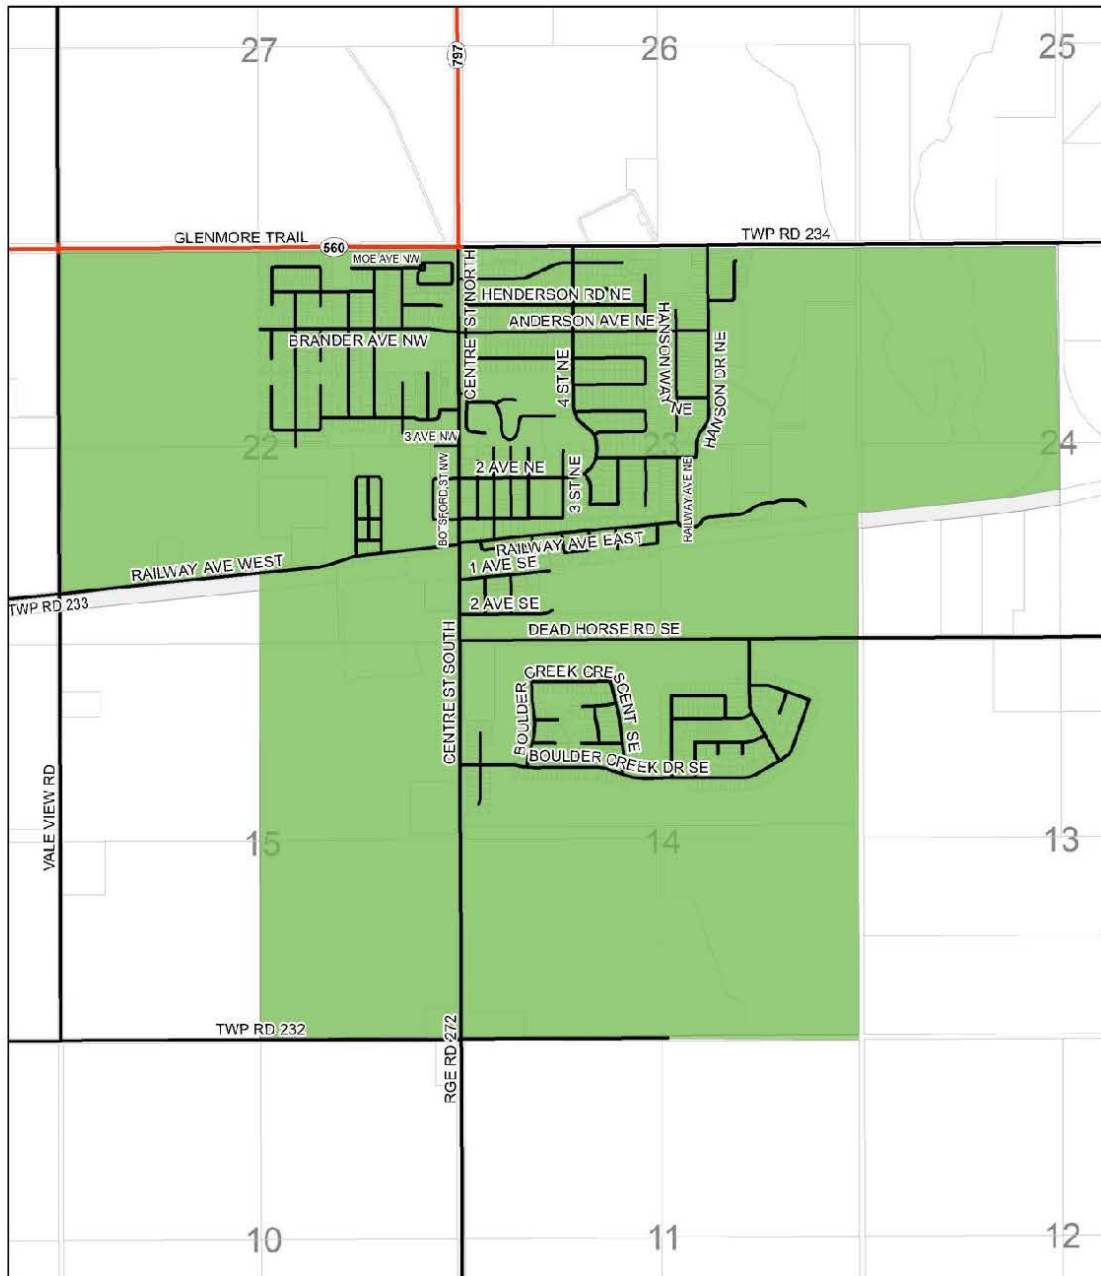 27
797
26
25
GLENMORE TRAIL
560
TWP RD 234
MOE AVE NW
CENTRE ST NORTH
HENDERSON RD NE
ANDERSON AVE NE
HANSON WAY
NE
HANSON DR NE
BRANDER AVE NW
4 ST NE
3 AVE NW
22
23
24
BOTSFORD ST NW
2 AVE NE
3 ST NE
RAILWAY AVE NE
RAILWAY AVE EAST
RAILWAY AVE WEST
1 AVE SE
TWP RD 233
2 AVE SE
DEAD HORSE RD SE
CENTRE ST SOUTH
BOULDER
CREEK CRESCENT SE
BOULDER CREEK DR SE
VALE VIEW RD
15
14
13
TWP RD 232
RGE RD 272
10
11
12